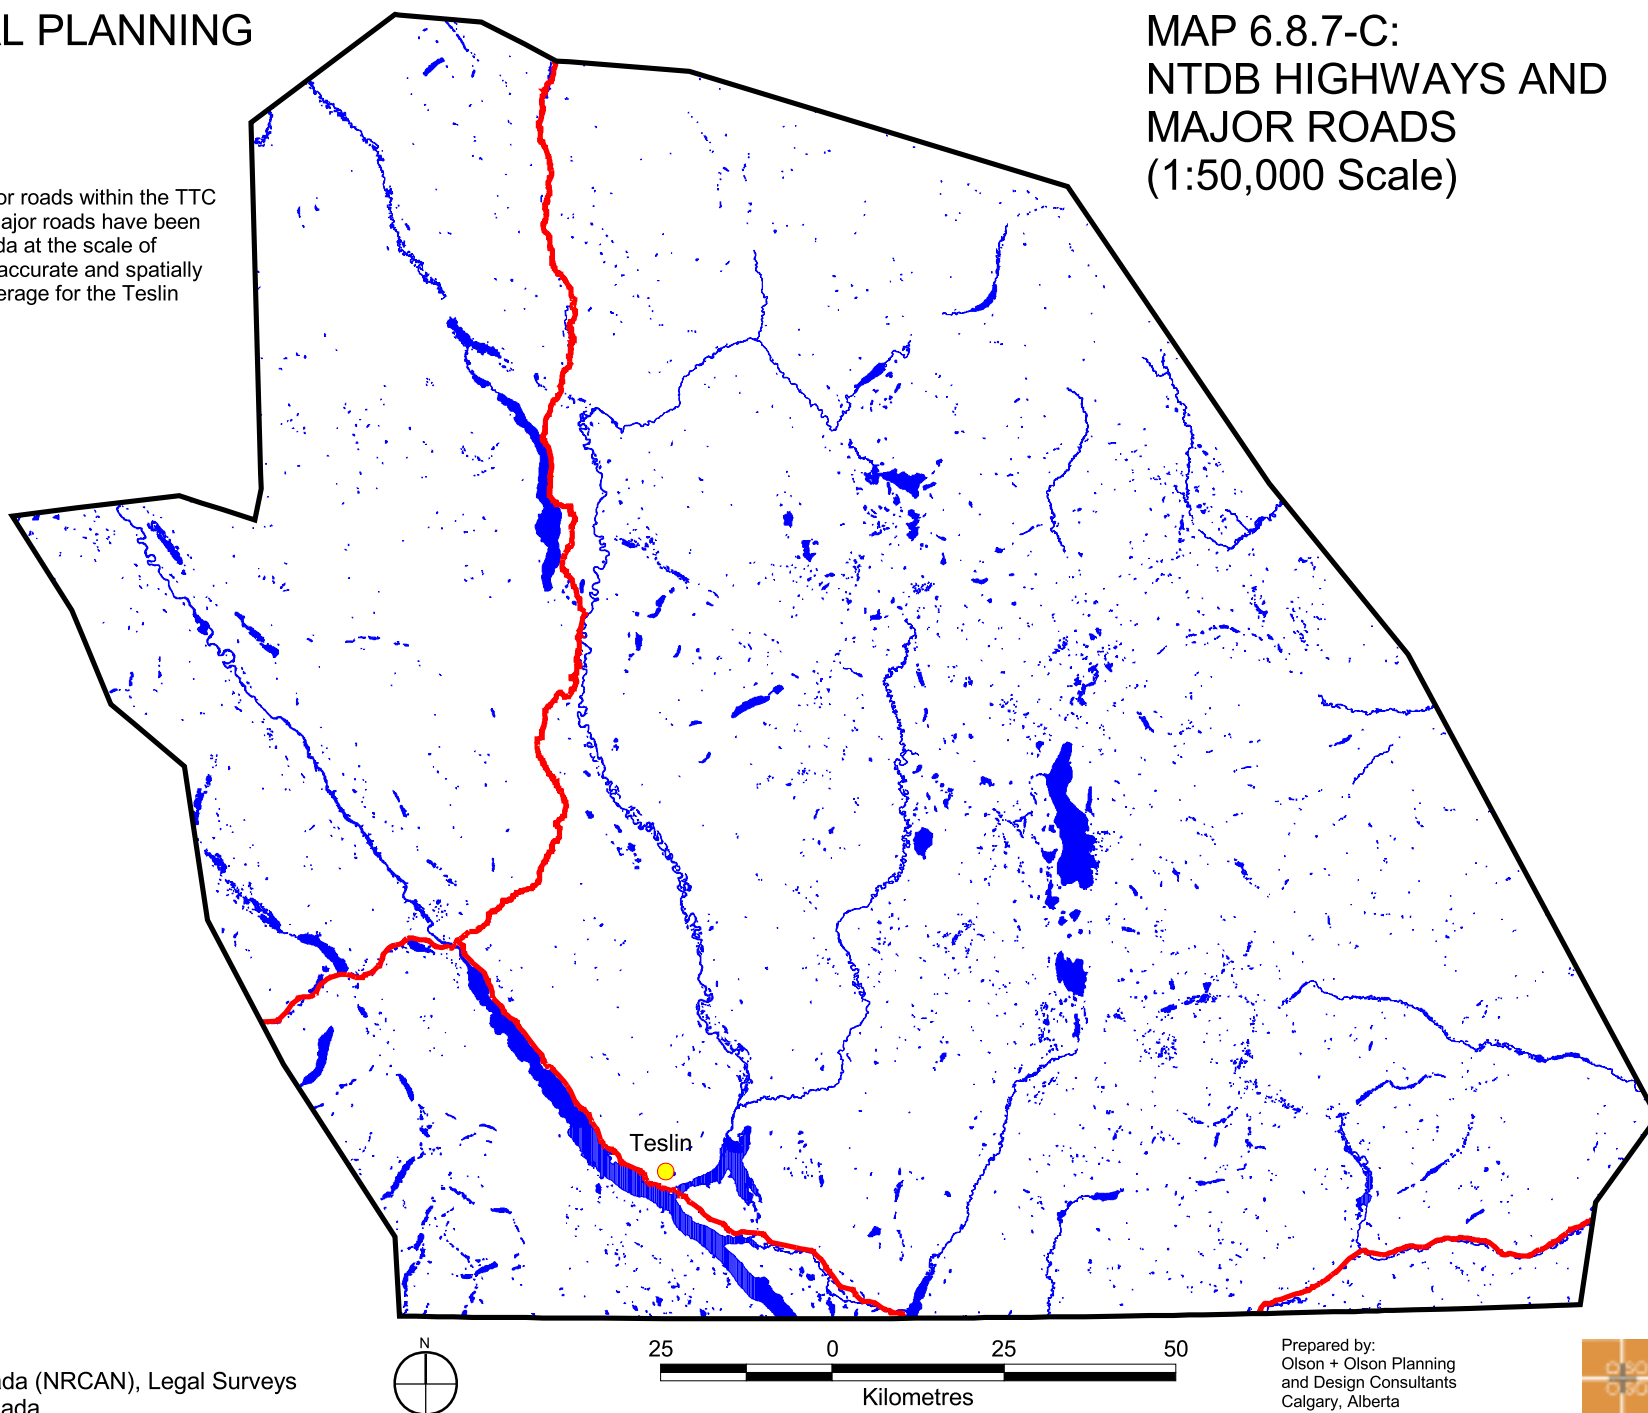 L PLANNING
MAP 6.8.7-C:
NTDB HIGHWAYS AND
MAJOR ROADS
(1:50,000 Scale)
or roads within the TTC
ajor roads have been
da at the scale of
accurate and spatially
erage for the Teslin
Teslin
N
25 0 25 50
Kilometres
Prepared by:
Olson + Olson Planning
and Design Consultants
Calgary, Alberta
da (NRCAN), Legal Surveys
ada